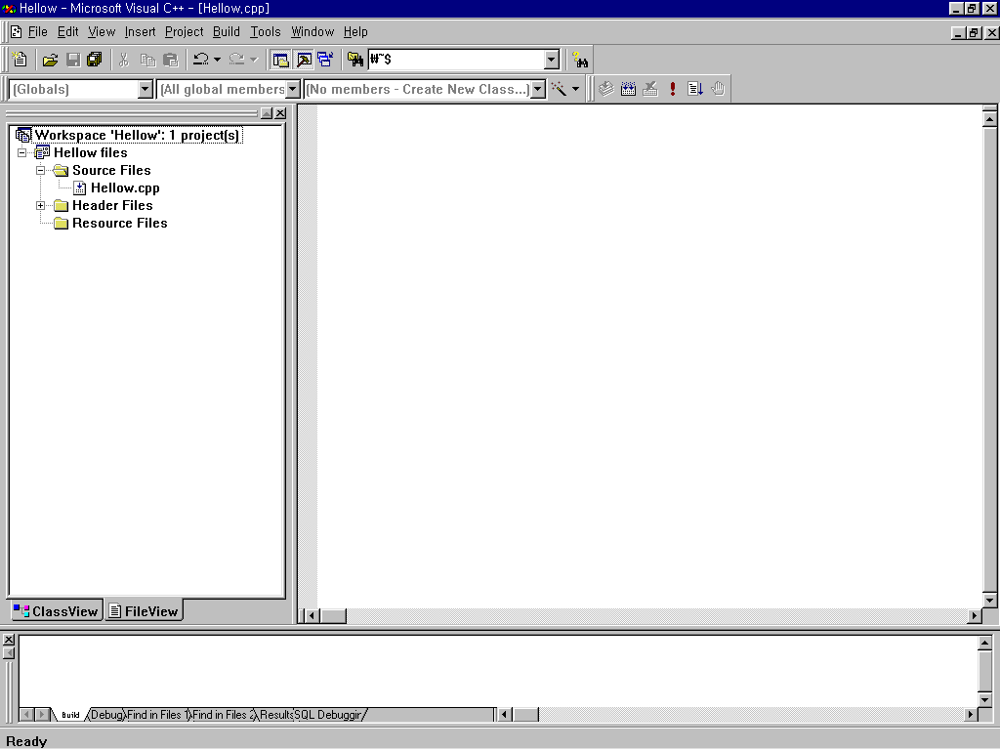 Hellow - Microsoft Visual C++ - [Hellow.cpp]
File Edit View Insert Project Build Tools Window Help
₩~$
(Globals) (All global members (No members - Create New Class...)
Workspace 'Hellow': 1 project(s)
Hellow files
Source Files
Hellow.cpp
Header Files
Resource Files
ClassView FileView
Build Debug Find in Files 1 Find in Files 2 Results SQL Debuggin
Ready